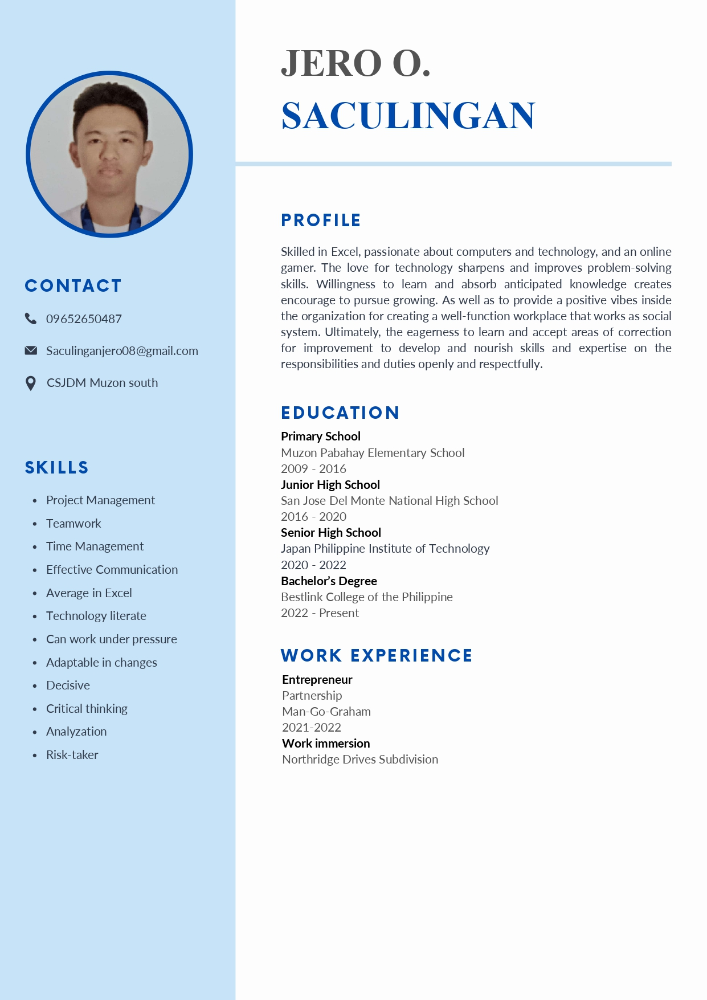 JERO O.
SACULINGAN
CONTACT
09652650487
Saculinganjero08@gmail.com
CSJDM Muzon south
SKILLS
• Project Management
• Teamwork
• Time Management
• Effective Communication
• Average in Excel
• Technology literate
• Can work under pressure
• Adaptable in changes
• Decisive
• Critical thinking
• Analyzation
• Risk-taker
PROFILE
Skilled in Excel, passionate about computers and technology, and an online
gamer. The love for technology sharpens and improves problem-solving
skills. Willingness to learn and absorb anticipated knowledge creates
encourage to pursue growing. As well as to provide a positive vibes inside
the organization for creating a well-function workplace that works as social
system. Ultimately, the eagerness to learn and accept areas of correction
for improvement to develop and nourish skills and expertise on the
responsibilities and duties openly and respectfully.
EDUCATION
Primary School
Muzon Pabahay Elementary School
2009 - 2016
Junior High School
San Jose Del Monte National High School
2016 - 2020
Senior High School
Japan Philippine Institute of Technology
2020 - 2022
Bachelor’s Degree
Bestlink College of the Philippine
2022 - Present
WORK EXPERIENCE
Entrepreneur
Partnership
Man-Go-Graham
2021-2022
Work immersion
Northridge Drives Subdivision